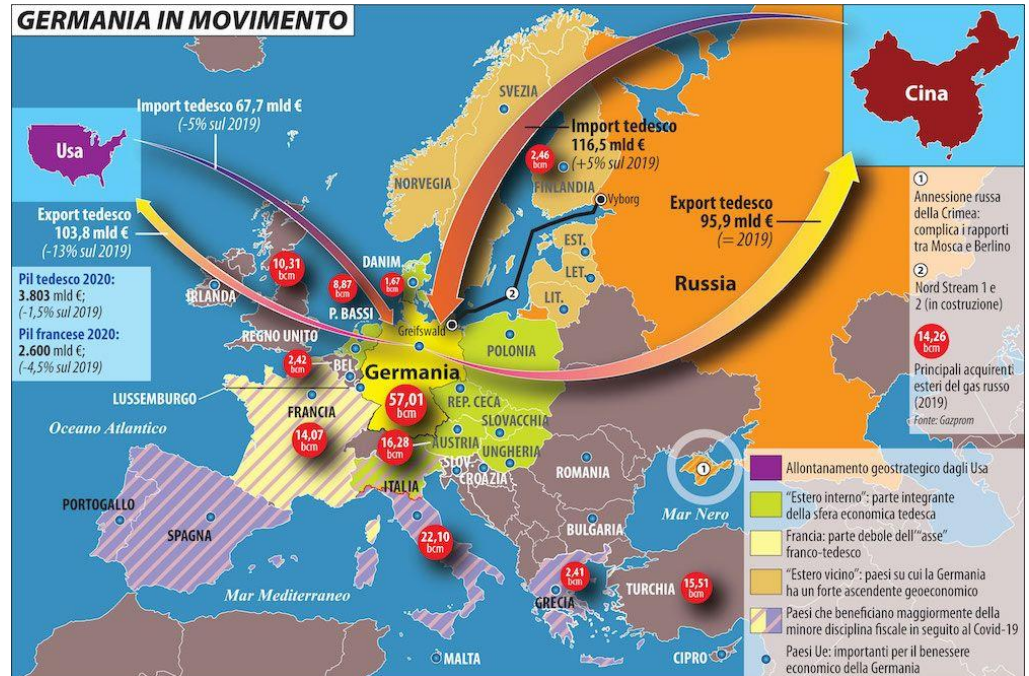 GERMANIA IN MOVIMENTO
Import tedesco 67,7 mld €
(-5% sul 2019)
Usa
Export tedesco
103,8 mld €
(-13% sul 2019)
Pil tedesco 2020:
3.803 mld €;
(-1,5% sul 2019)
Pil francese 2020:
2.600 mld €;
(-4,5% sul 2019)
SVEZIA
Import tedesco
116,5 mld €
(+5% sul 2019)
2,46
bcm
FINLANDIA
NORVEGIA
Vyborg
Export tedesco
95,9 mld €
(= 2019)
Cina
1
Annessione russa
della Crimea:
complica i rapporti
tra Mosca e Berlino
2
Nord Stream 1 e
2 (in costruzione)
14,26
bcm
Principali acquirenti
esteri del gas russo
(2019)
Fonte: Gazprom
EST.
LET.
LIT.
Russia
2
DANIM.
1,67
bcm
10,31
bcm
8,87
bcm
P. BASSI
IRLANDA
REGNO UNITO
Greifswald
POLONIA
2,42
bcm
BEL.
Germania
57,01
bcm
LUSSEMBURGO
REP. CECA
SLOVACCHIA
FRANCIA
14,07
bcm
16,28
bcm
AUSTRIA
UNGHERIA
Oceano Atlantico
SLOV.
CROAZIA
ROMANIA
ITALIA
1
Mar Nero
PORTOGALLO
SPAGNA
BULGARIA
22,10
bcm
2,41
bcm
GRECIA
TURCHIA
15,51
bcm
Mar Mediterraneo
MALTA
CIPRO
Allontanamento geostrategico dagli Usa
“Estero interno”: parte integrante
della sfera economica tedesca
Francia: parte debole dell’“asse”
franco-tedesco
“Estero vicino”: paesi su cui la Germania
ha un forte ascendente geoeconomico
Paesi che beneficiano maggiormente della
minore disciplina fiscale in seguito al Covid-19
Paesi Ue: importanti per il benessere
economico della Germania